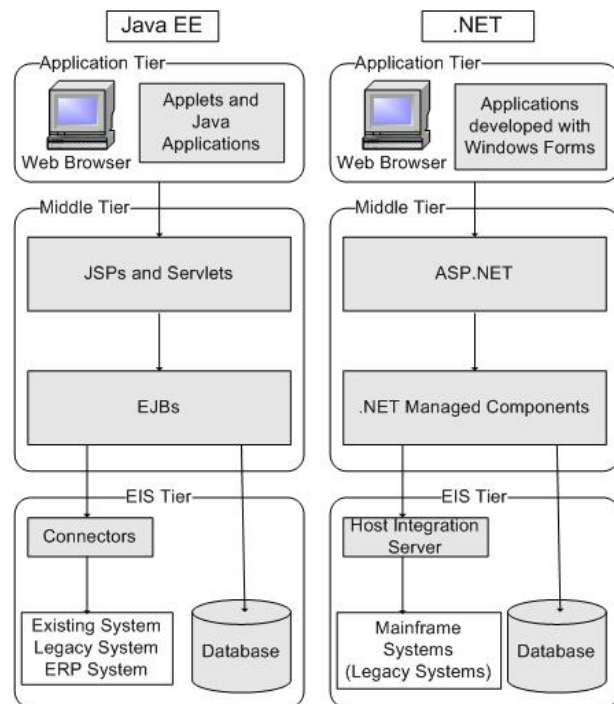 Java EE
Application Tier
Web Browser
Applets and
Java
Applications
Middle Tier
JSPs and Servlets
EJBs
EIS Tier
Connectors
Existing System
Legacy System
ERP System
Database
.NET
Application Tier
Web Browser
Applications
developed with
Windows Forms
Middle Tier
ASP.NET
.NET Managed Components
EIS Tier
Host Integration
Server
Mainframe
Systems
(Legacy Systems)
Database